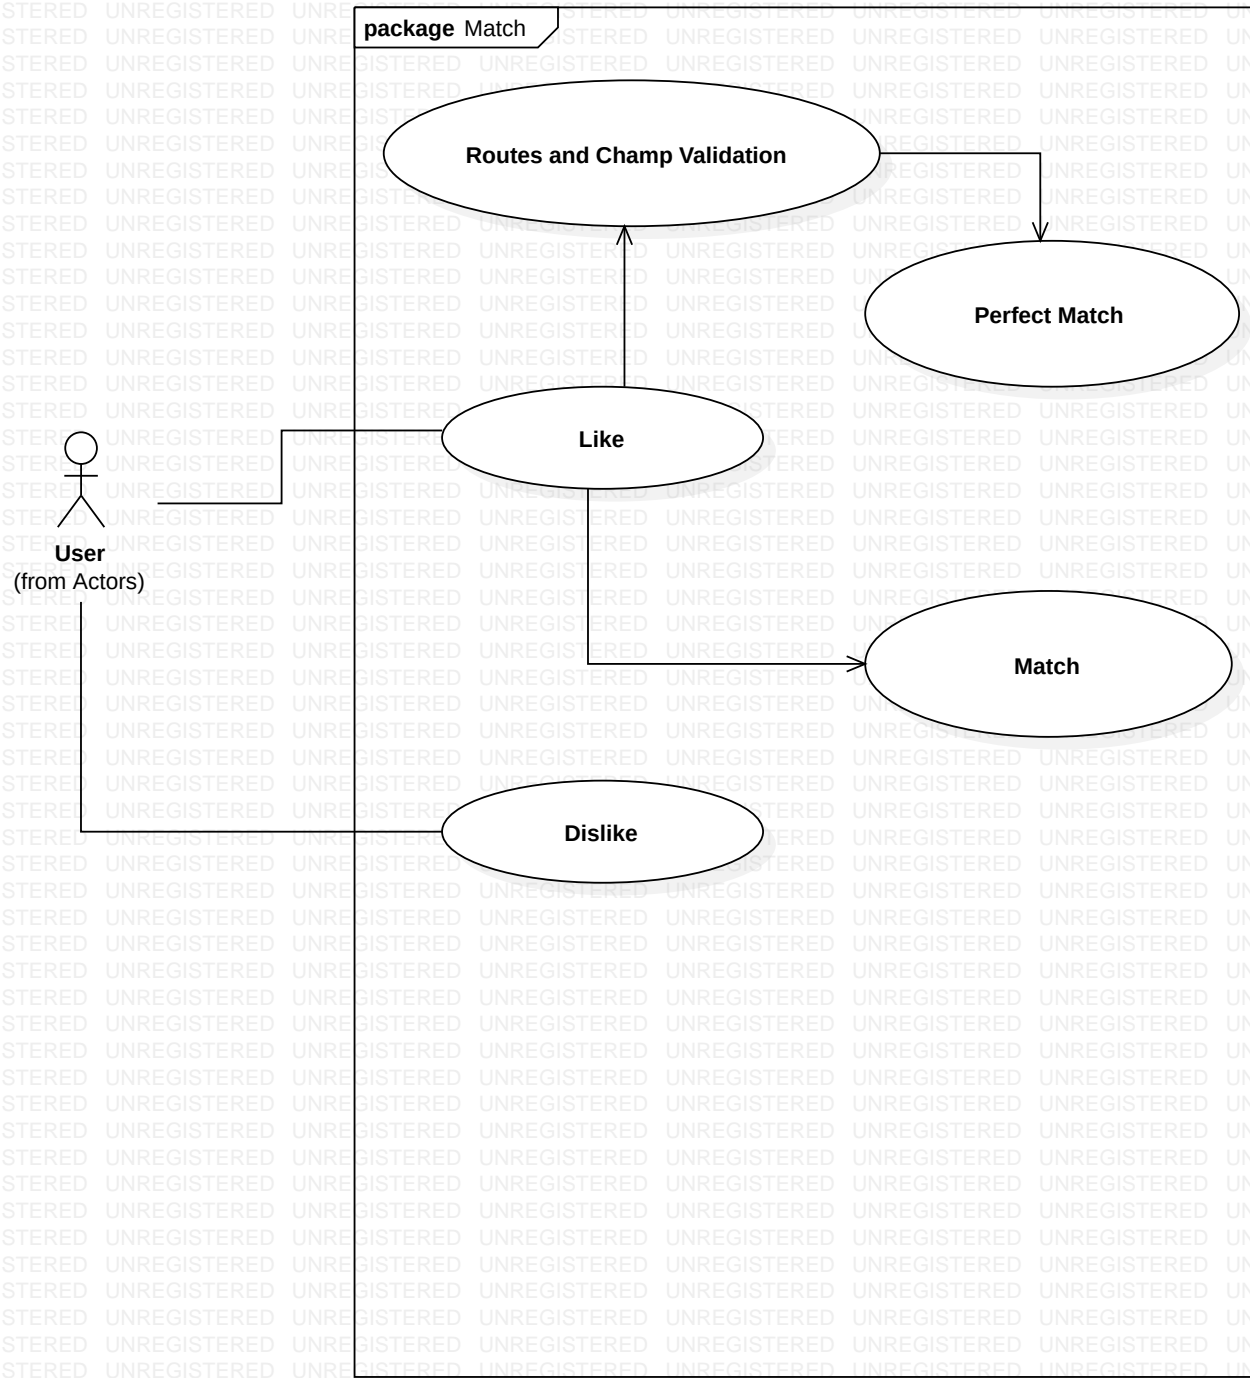 package Match
Routes and Champ Validation
Perfect Match
Like
User
(from Actors)
Match
Dislike